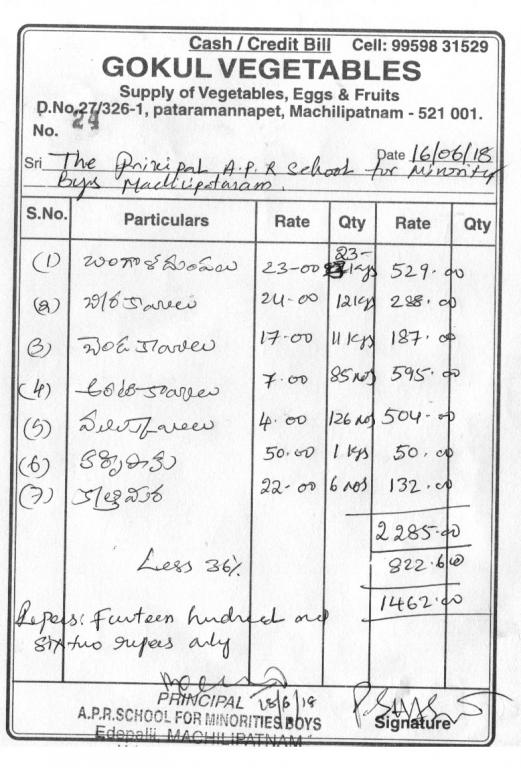 Cash / Credit Bill Cell: 99598 31529
GOKUL VEGETABLES
Supply of Vegetables, Eggs & Fruits
D.No.27/326-1, pataramannapet, Machilipatnam - 521 001.
No. 24
Date 16/06/18
Sri The Principal A.P.R School for Minority
Boys Machilipatnam.
S.No. Particulars Rate Qty Rate Qty
(1) బంగాళదుంపలు 23-00 23- Kgs 529.00
(2) బీరకాయలు 24-00 12Kg 288.00
(3) బెండకాయలు 17.00 11 Kgs 187.00
(4) అరటికాయలు 7.00 85 nos 595.00
(5) 4.00 126 nos 504-00
(6) 50.00 1 Kgs 50.00
(7) 22-00 6 nos 132.00
2285.00
Less 36% 822.60
1462.00
Rupees: Fourteen hundred and
sixtwo rupees only
PRINCIPAL 18/6/18
A.P.R.SCHOOL FOR MINORITIES BOYS
Signature
Edepalli, MACHILIPATNAM